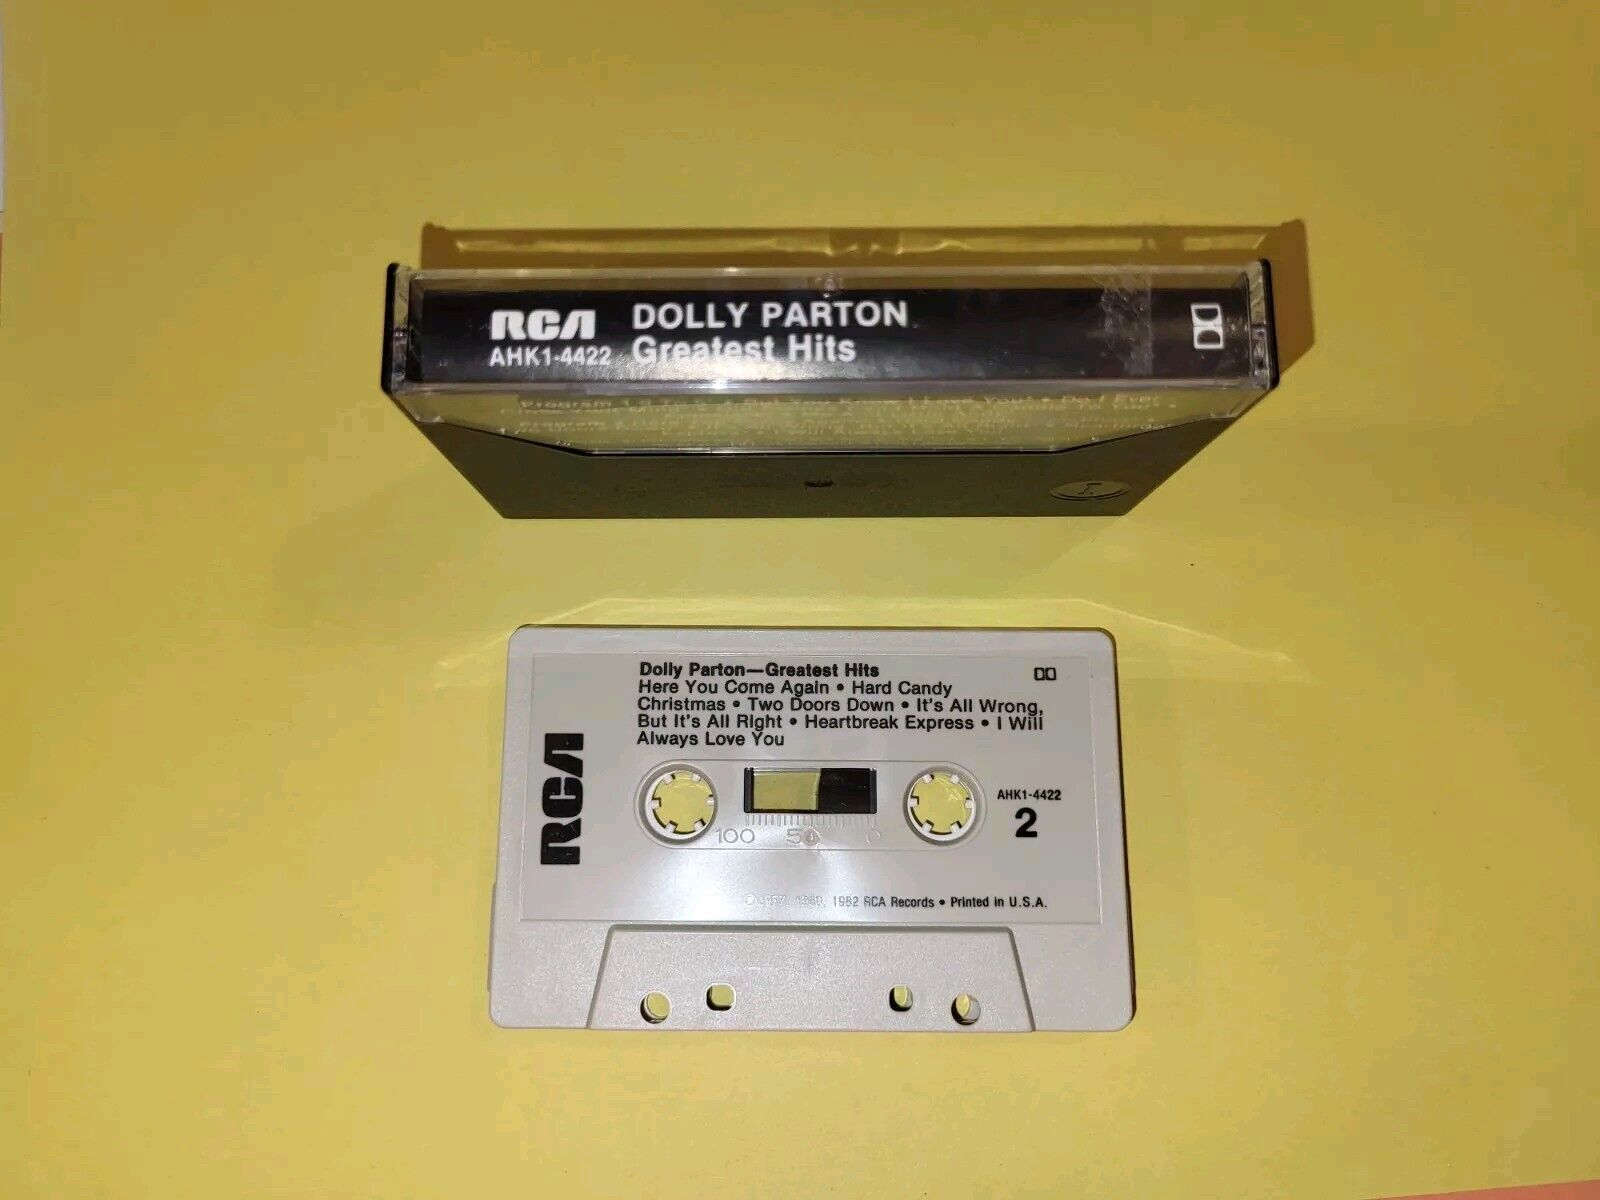 RCA
AHK1-4422
DOLLY PARTON
Greatest Hits
Dolly Parton—Greatest Hits
Here You Come Again • Hard Candy
Christmas • Two Doors Down • It's All Wrong,
But It's All Right • Heartbreak Express • I Will
Always Love You
RCA
100 50 0
AHK1-4422
2
1982 RCA Records • Printed in U.S.A.